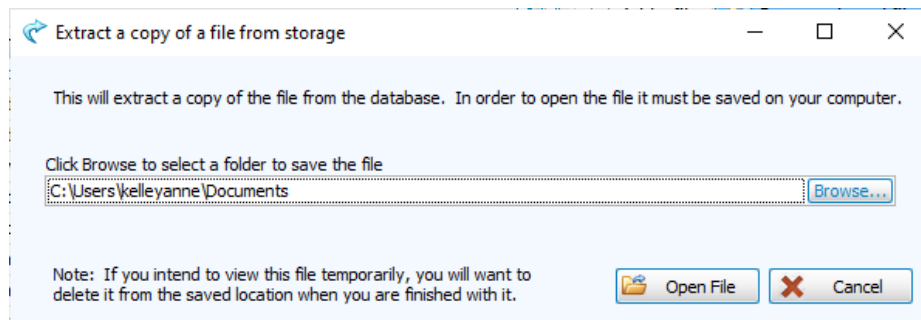 Extract a copy of a file from storage
This will extract a copy of the file from the database.  In order to open the file it must be saved on your computer.
Click Browse to select a folder to save the file
C:\Users\kelleyanne\Documents
Browse...
Note:  If you intend to view this file temporarily, you will want to
delete it from the saved location when you are finished with it.
Open File
Cancel